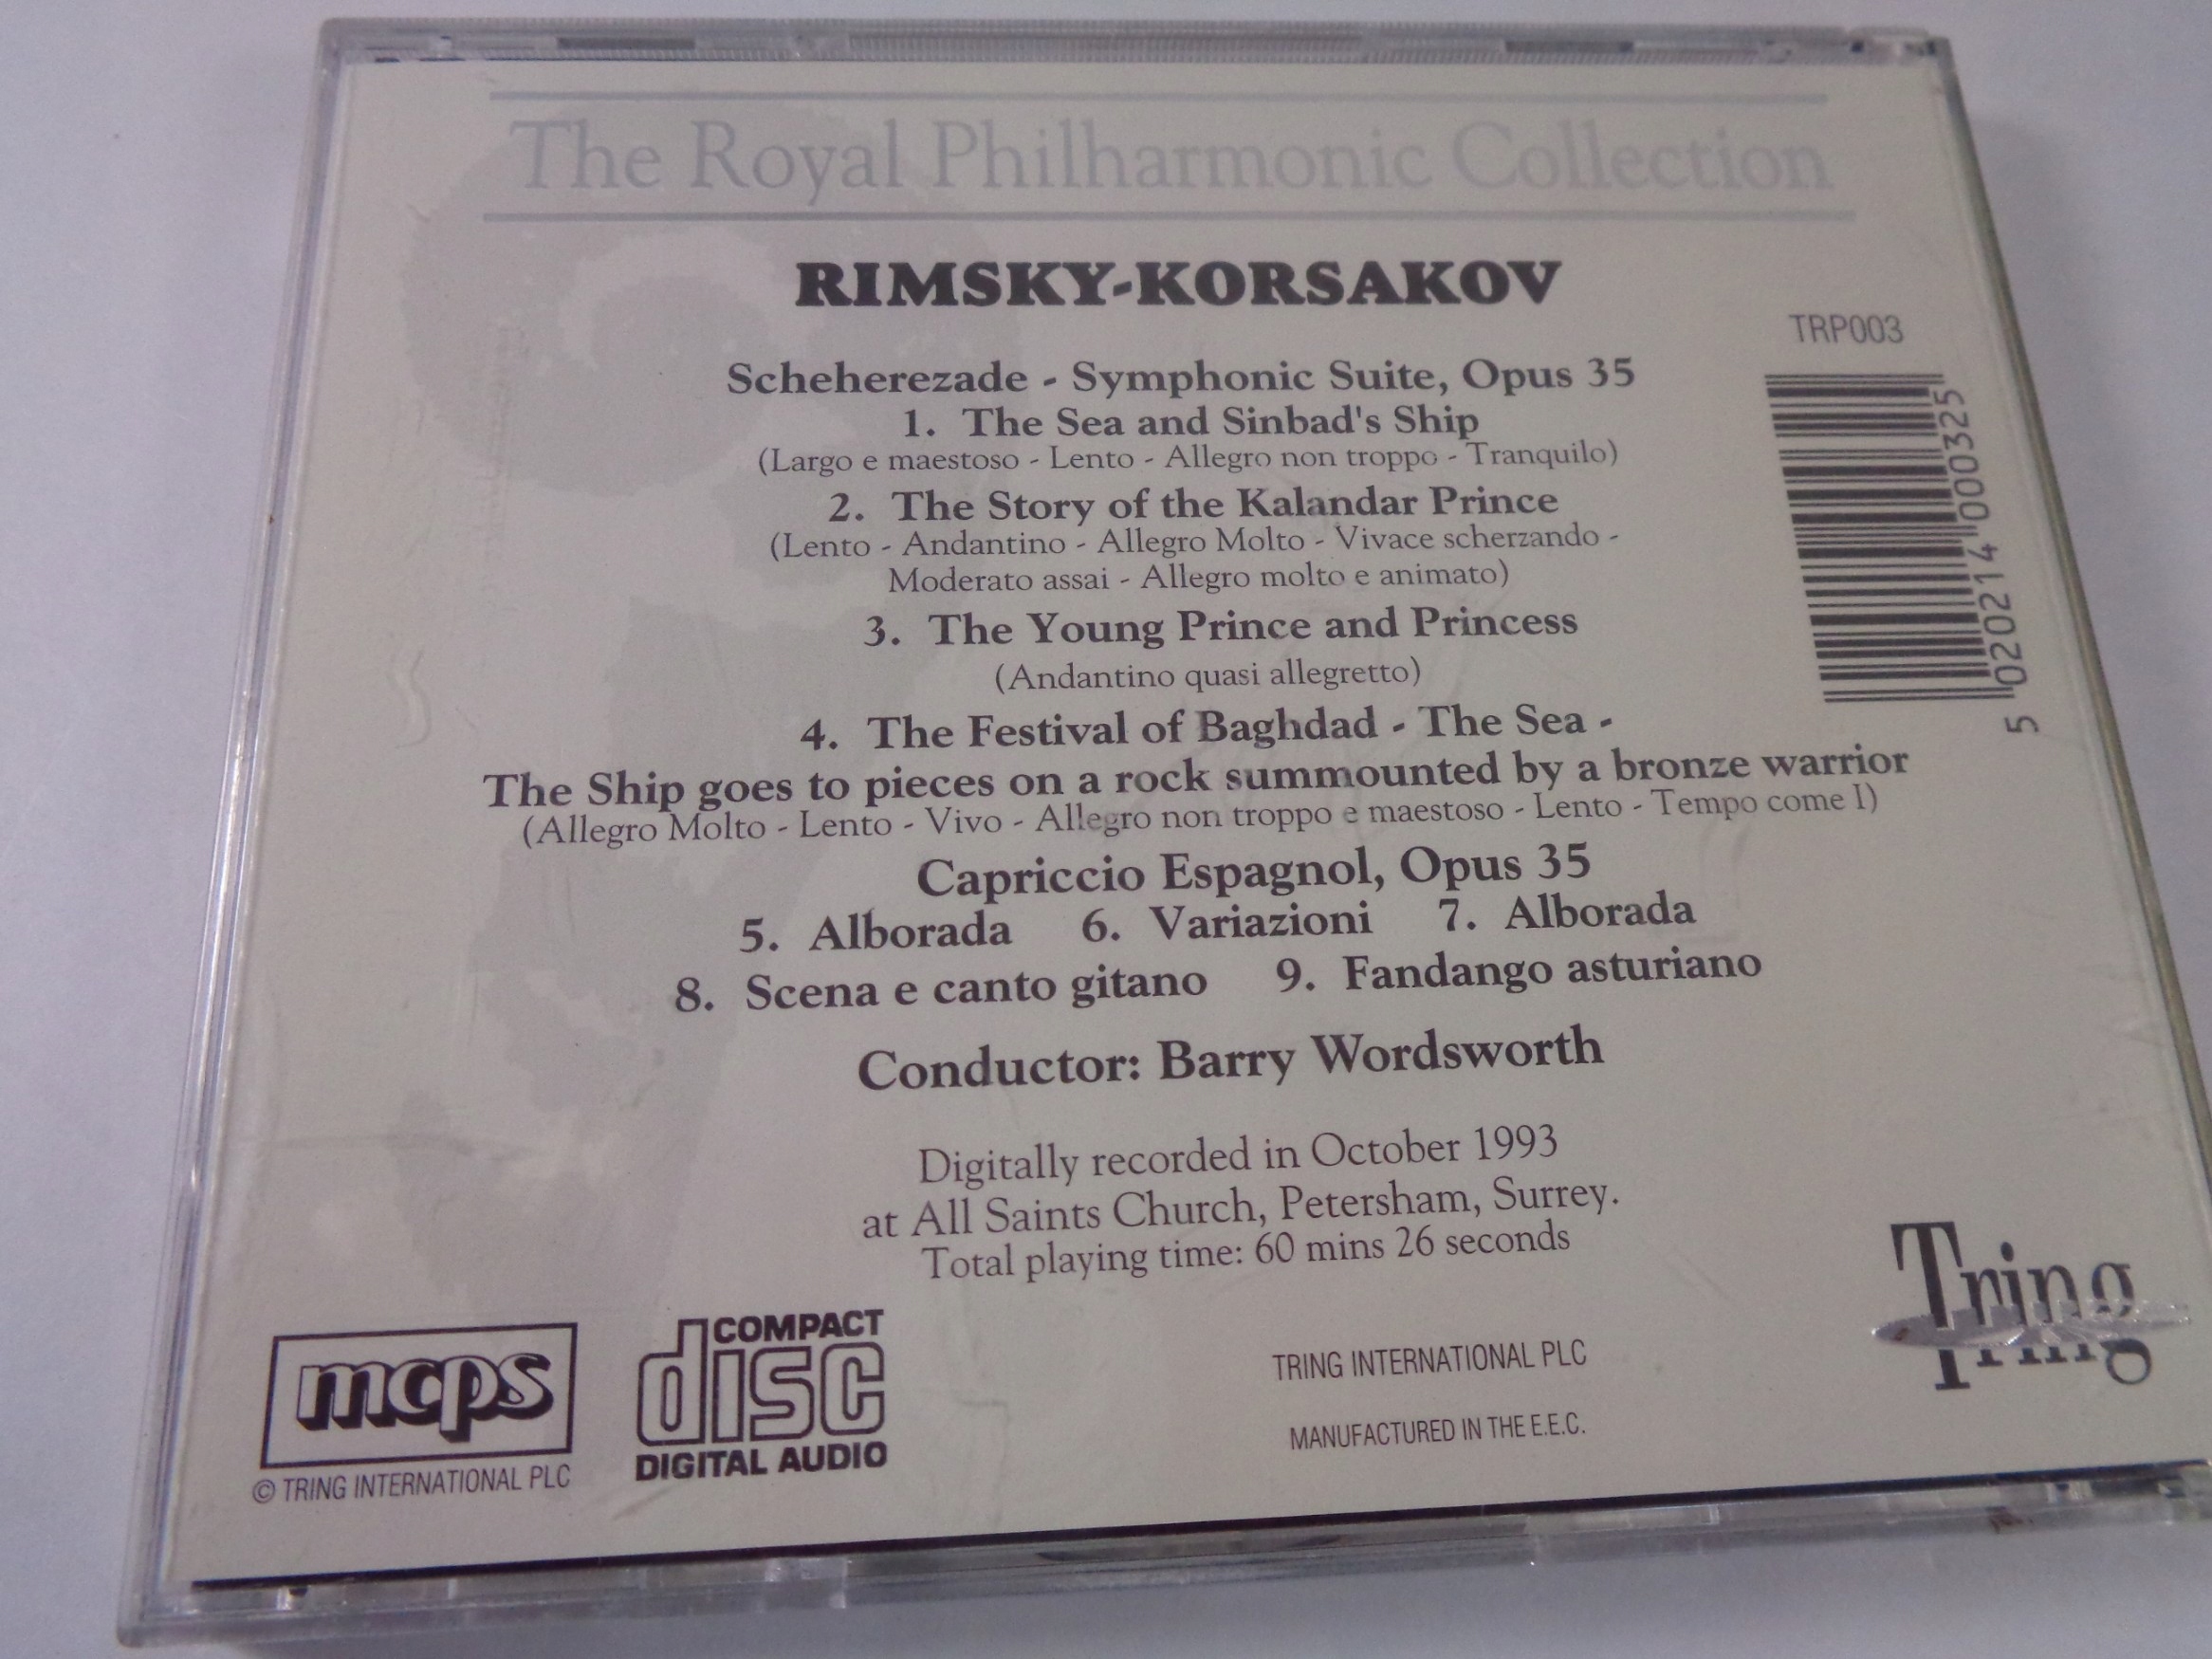 The Royal Philharmonic Collection
RIMSKY-KORSAKOV
TRP003
Scheherezade - Symphonic Suite, Opus 35
1. The Sea and Sinbad's Ship
(Largo e maestoso - Lento - Allegro non troppo - Tranquilo)
2. The Story of the Kalandar Prince
(Lento - Andantino - Allegro Molto - Vivace scherzando -
Moderato assai - Allegro molto e animato)
3. The Young Prince and Princess
(Andantino quasi allegretto)
4. The Festival of Baghdad - The Sea -
The Ship goes to pieces on a rock summounted by a bronze warrior
(Allegro Molto - Lento - Vivo - Allegro non troppo e maestoso - Lento - Tempo come I)
5 020214 000325
Capriccio Espagnol, Opus 35
5. Alborada 6. Variazioni 7. Alborada
8. Scena e canto gitano 9. Fandango asturiano
Conductor: Barry Wordsworth
Digitally recorded in October 1993
at All Saints Church, Petersham, Surrey.
Total playing time: 60 mins 26 seconds
mcps
© TRING INTERNATIONAL PLC
COMPACT
disc
DIGITAL AUDIO
TRING INTERNATIONAL PLC
MANUFACTURED IN THE E.E.C.
Tring
Tring